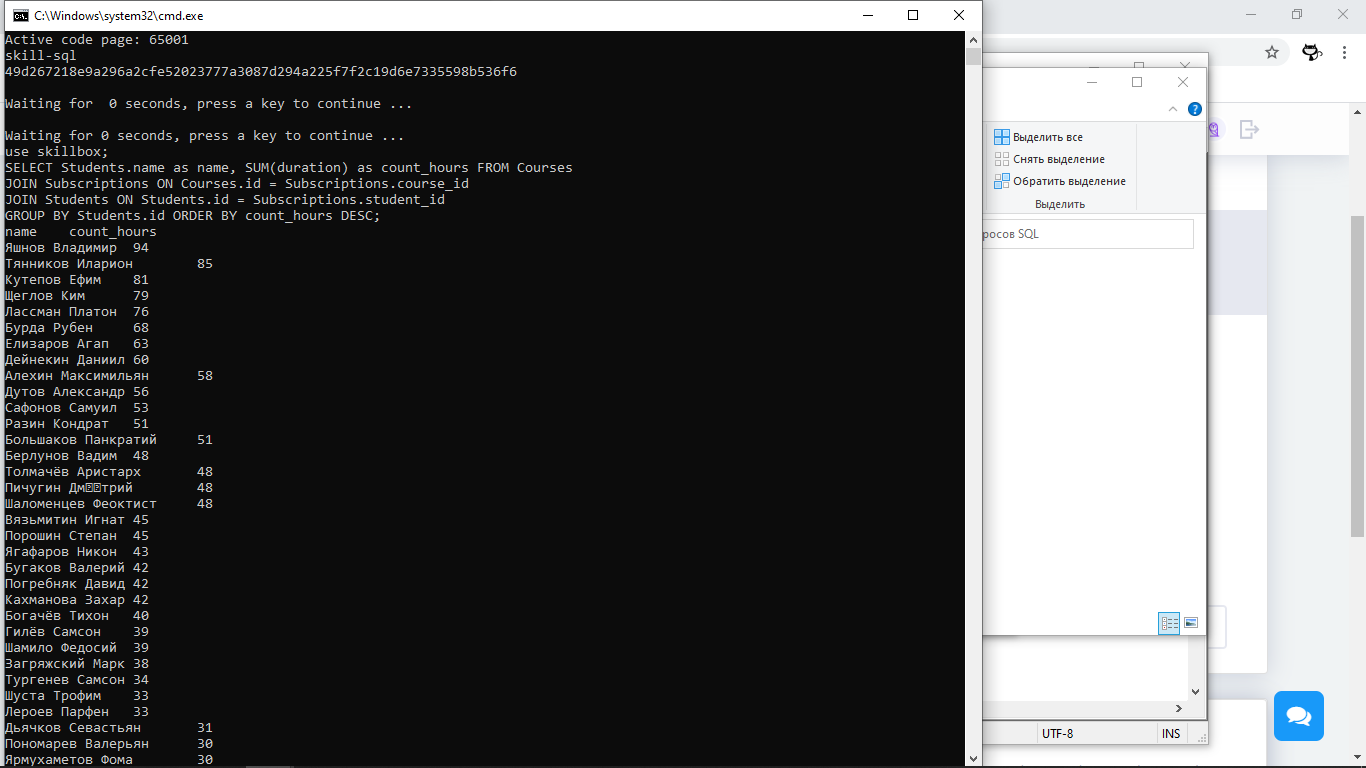 C:\Windows\system32\cmd.exe
Active code page: 65001
skill-sql
49d267218e9a296a2cfe52023777a3087d294a225f7f2c19d6e7335598b536f6
Waiting for  0 seconds, press a key to continue ...
Waiting for 0 seconds, press a key to continue ...
use skillbox;
SELECT Students.name as name, SUM(duration) as count_hours FROM Courses
JOIN Subscriptions ON Courses.id = Subscriptions.course_id
JOIN Students ON Students.id = Subscriptions.student_id
GROUP BY Students.id ORDER BY count_hours DESC;
name count_hours
Яшнов Владимир 94
Тянников Иларион 85
Кутепов Ефим 81
Щеглов Ким 79
Лассман Платон 76
Бурда Рубен 68
Елизаров Агап 63
Дейнекин Даниил 60
Алехин Максимильян 58
Дутов Александр 56
Сафонов Самуил 53
Разин Кондрат 51
Большаков Панкратий 51
Берлунов Вадим 48
Толмачёв Аристарх 48
Пичугин Дм��трий 48
Шаломенцев Феоктист 48
Вязьмитин Игнат 45
Порошин Степан 45
Ягафаров Никон 43
Бугаков Валерий 42
Погребняк Давид 42
Кахманова Захар 42
Богачёв Тихон 40
Гилёв Самсон 39
Шамило Федосий 39
Загряжский Марк 38
Тургенев Самсон 34
Шуста Трофим 33
Лероев Парфен 33
Дьячков Севастьян 31
Пономарев Валерьян 30
Ярмухаметов Фома 30
Выделить все
Снять выделение
Обратить выделение
Выделить
росов SQL
UTF-8
INS